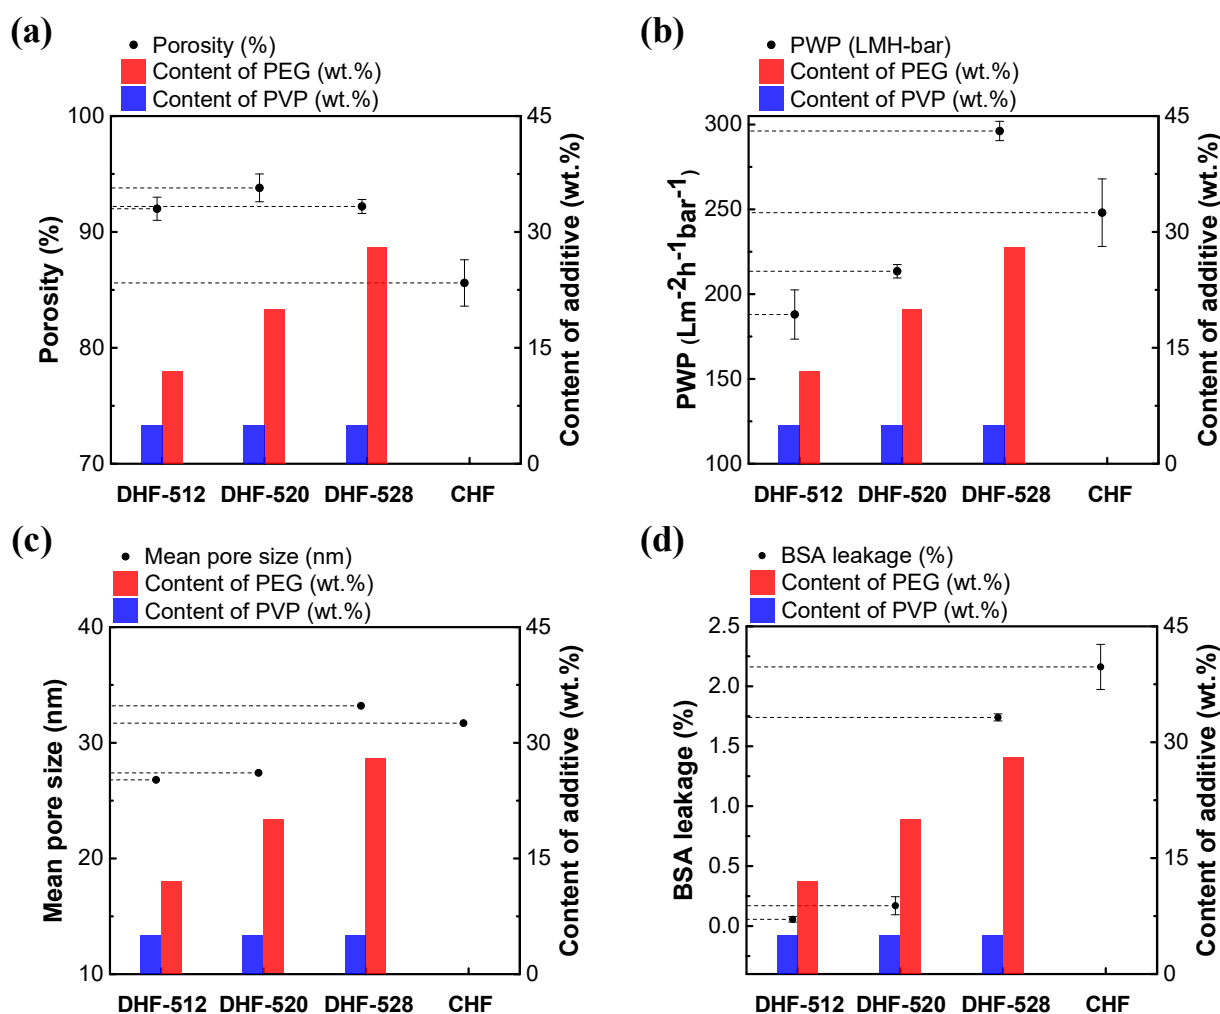 (a)
Porosity (%)
Content of PEG (wt.%)
Content of PVP (wt.%)
100
90
80
70
Porosity (%)
45
30
15
0
Content of additive (wt.%)
DHF-512 DHF-520 DHF-528 CHF
(b)
PWP (LMH-bar)
Content of PEG (wt.%)
Content of PVP (wt.%)
300
250
200
150
100
PWP (Lm⁻²h⁻¹bar⁻¹)
45
30
15
0
Content of additive (wt.%)
DHF-512 DHF-520 DHF-528 CHF
(c)
Mean pore size (nm)
Content of PEG (wt.%)
Content of PVP (wt.%)
40
30
20
10
Mean pore size (nm)
45
30
15
0
Content of additive (wt.%)
DHF-512 DHF-520 DHF-528 CHF
(d)
BSA leakage (%)
Content of PEG (wt.%)
Content of PVP (wt.%)
2.5
2.0
1.5
1.0
0.5
0.0
BSA leakage (%)
45
30
15
0
Content of additive (wt.%)
DHF-512 DHF-520 DHF-528 CHF